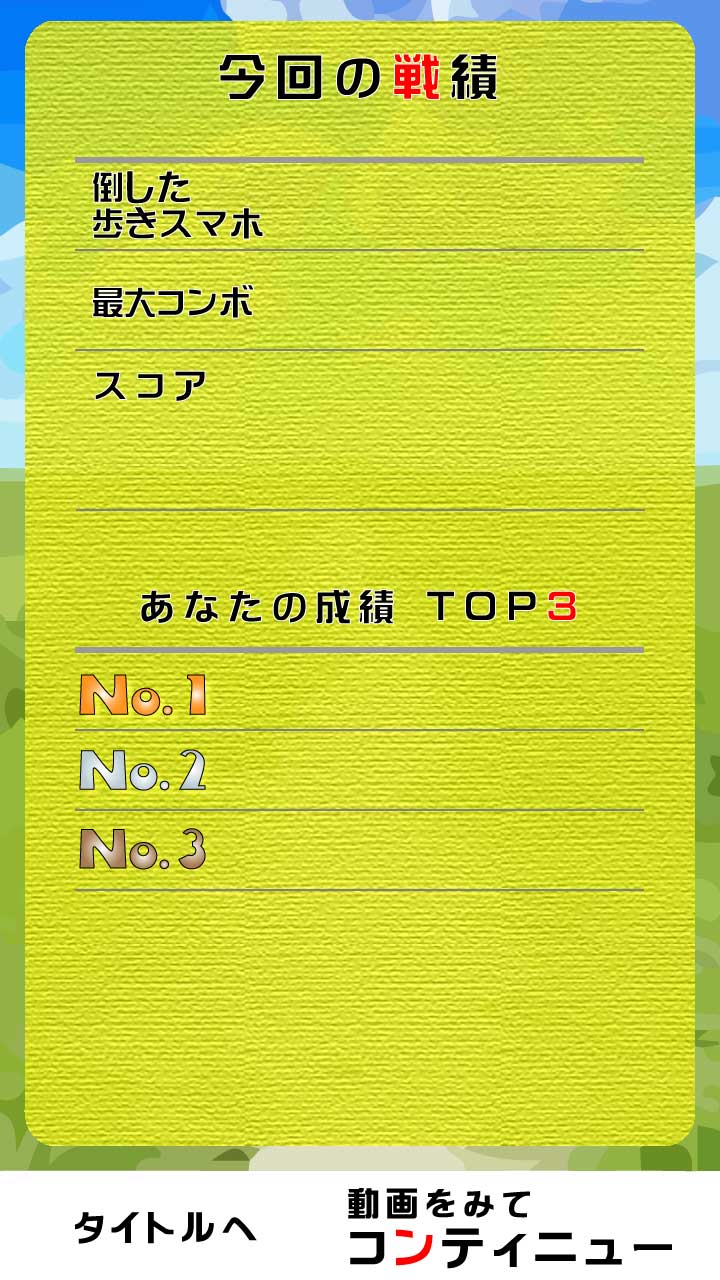 今回の戦績
倒した
歩きスマホ
最大コンボ
スコア
あなたの成績 TOP3
No.1
No.2
No.3
タイトルへ
動画をみて
コンティニュー